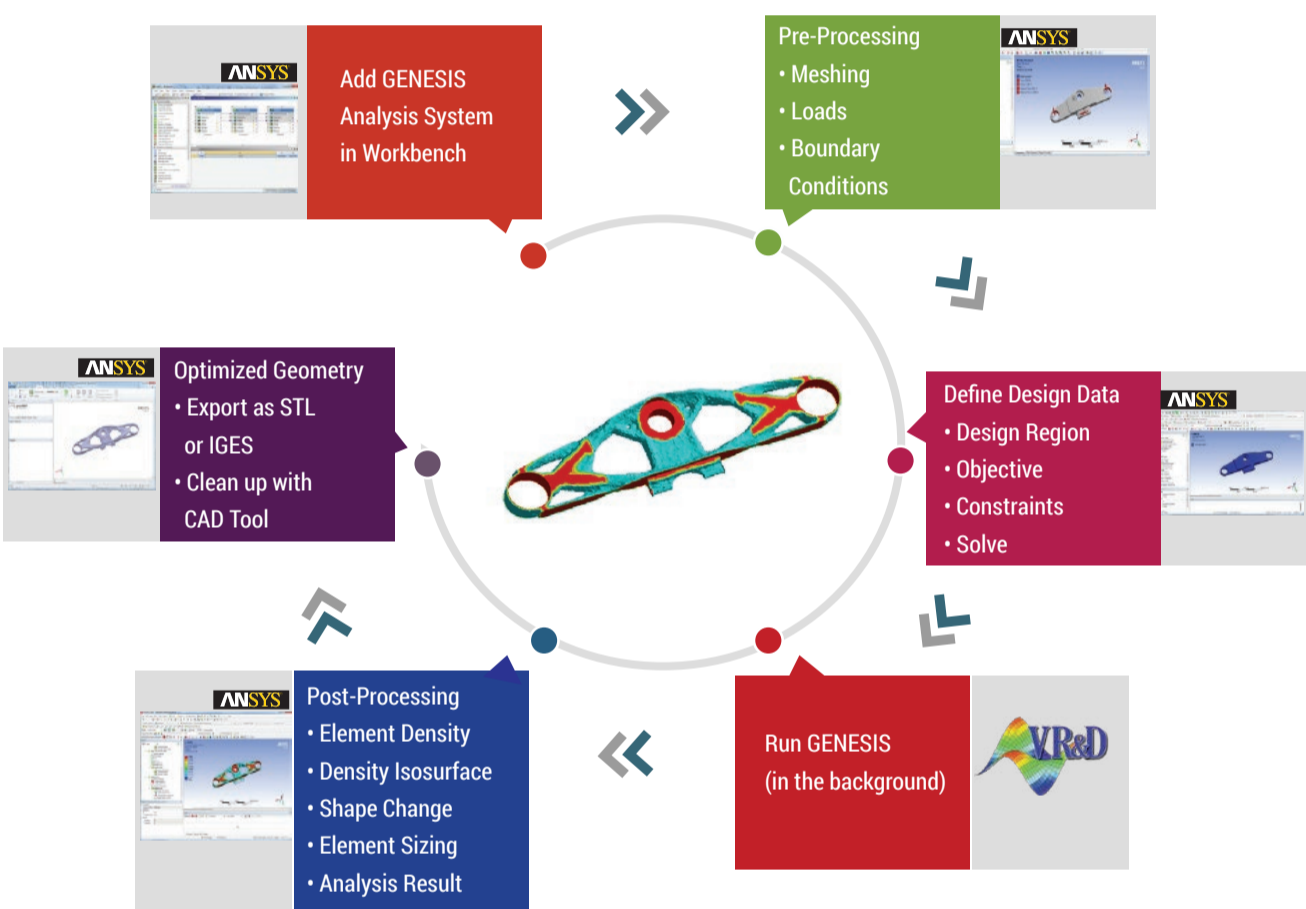 ANSYS
Add GENESIS
Analysis System
in Workbench
Pre-Processing
• Meshing
• Loads
• Boundary
Conditions
ANSYS
Define Design Data
• Design Region
• Objective
• Constraints
• Solve
ANSYS
Run GENESIS
(in the background)
VR&D
ANSYS
Post-Processing
• Element Density
• Density Isosurface
• Shape Change
• Element Sizing
• Analysis Result
ANSYS
Optimized Geometry
• Export as STL
or IGES
• Clean up with
CAD Tool